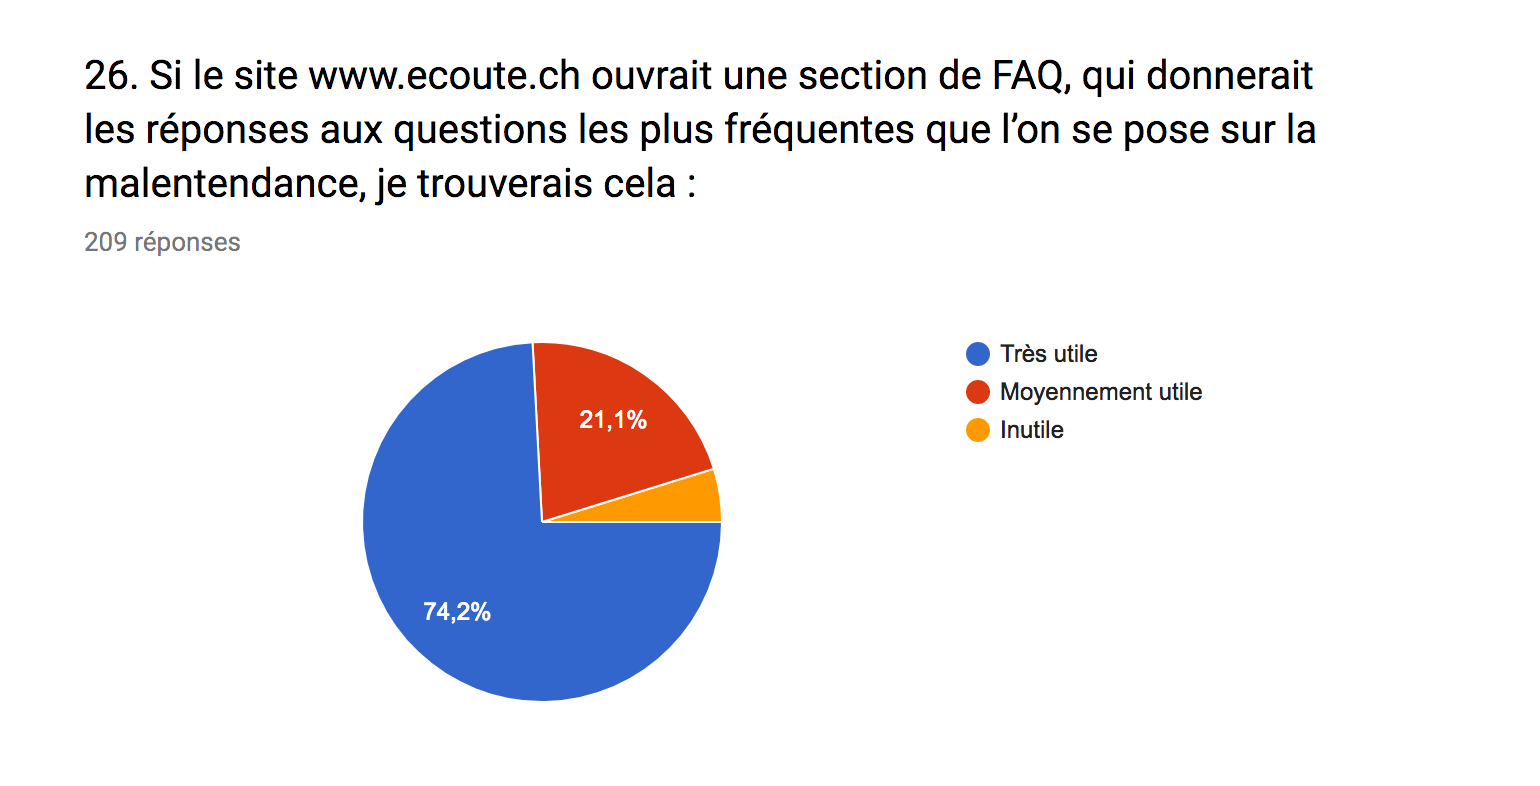 26. Si le site www.ecoute.ch ouvrait une section de FAQ, qui donnerait
les réponses aux questions les plus fréquentes que l’on se pose sur la
malentendance, je trouverais cela :
209 réponses
Très utile
Moyennement utile
Inutile
21,1%
74,2%